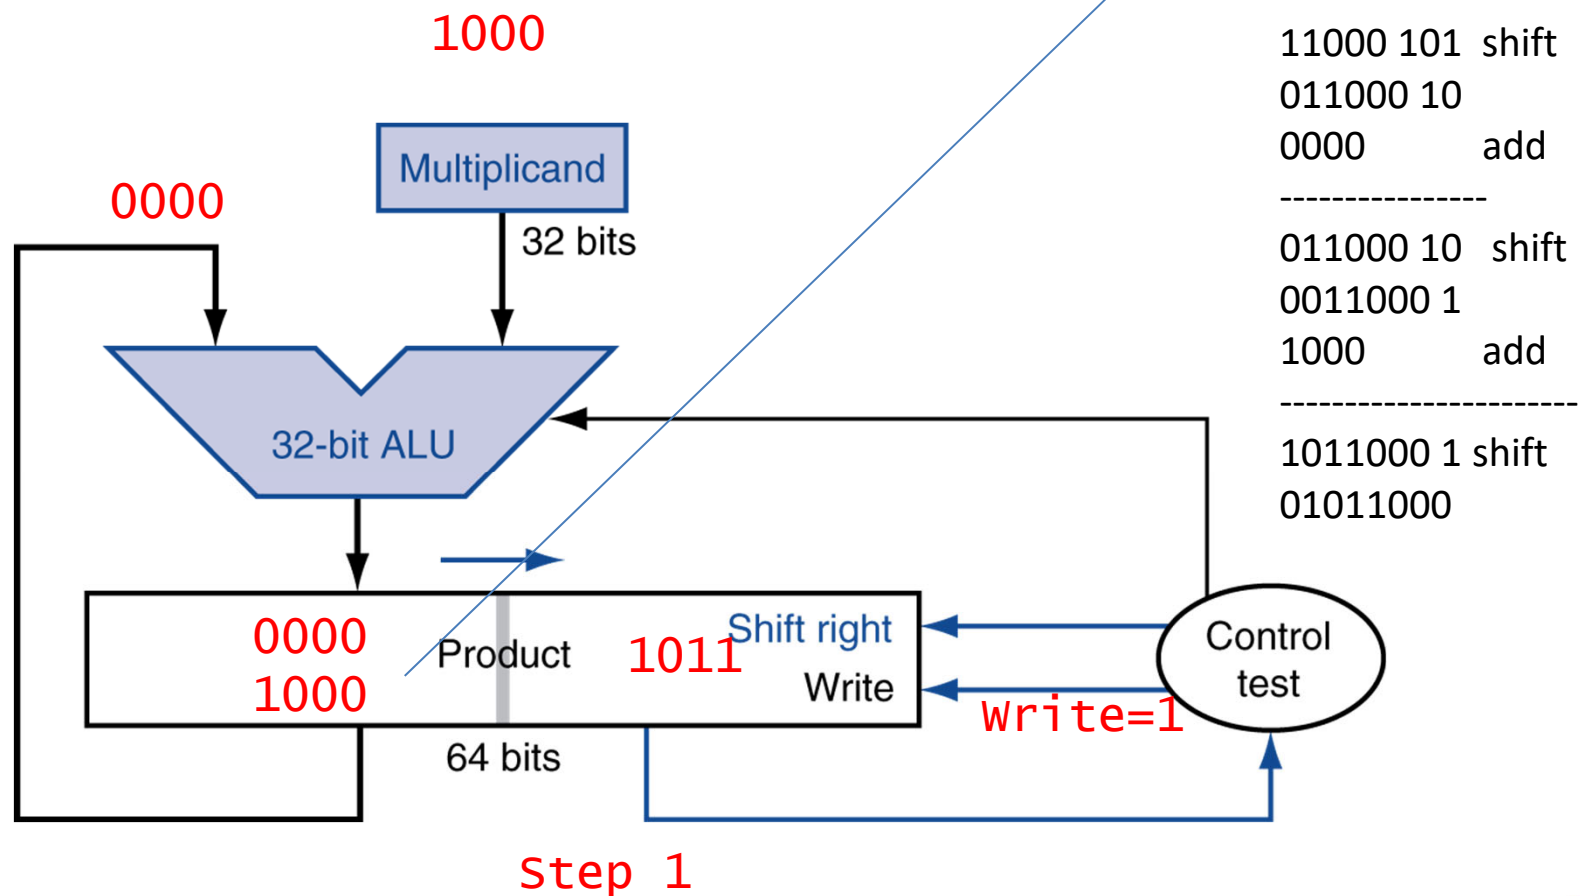 1000
Multiplicand
0000
32 bits
32-bit ALU
0000
1000
Product
1011
Shift right
Write
Write=1
Control
test
64 bits
Step 1
11000 101 shift
011000 10
0000 add
----------------
011000 10 shift
0011000 1
1000 add
-----------------------
1011000 1 shift
01011000